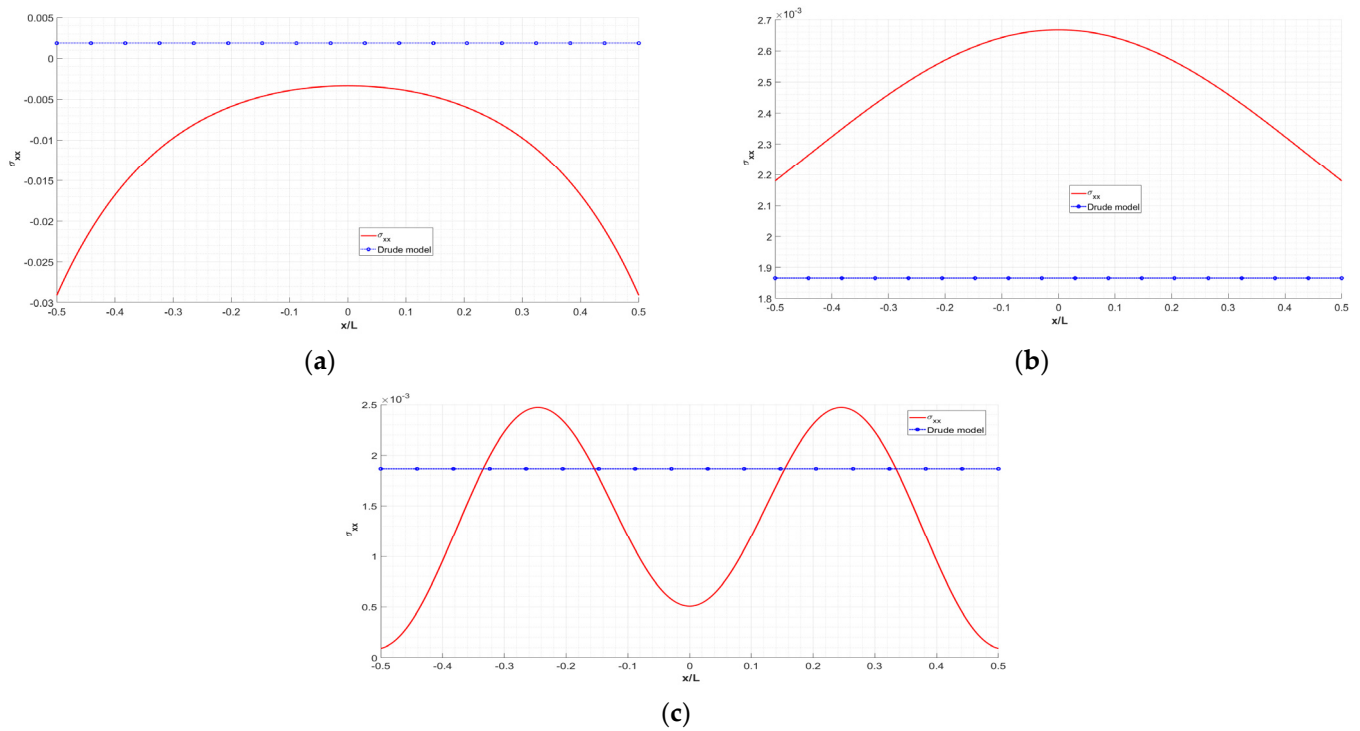 0.005
0
-0.005
-0.01
-0.015
-0.02
-0.025
-0.03
σxx
-0.5 -0.4 -0.3 -0.2 -0.1 0 0.1 0.2 0.3 0.4 0.5
x/L
σxx
Drude model
(a)
×10-3
2.7
2.6
2.5
2.4
2.3
2.2
2.1
2
1.9
1.8
σxx
-0.5 -0.4 -0.3 -0.2 -0.1 0 0.1 0.2 0.3 0.4 0.5
x/L
σxx
Drude model
(b)
×10-3
2.5
2
1.5
1
0.5
0
σxx
-0.5 -0.4 -0.3 -0.2 -0.1 0 0.1 0.2 0.3 0.4 0.5
x/L
σxx
Drude model
(c)